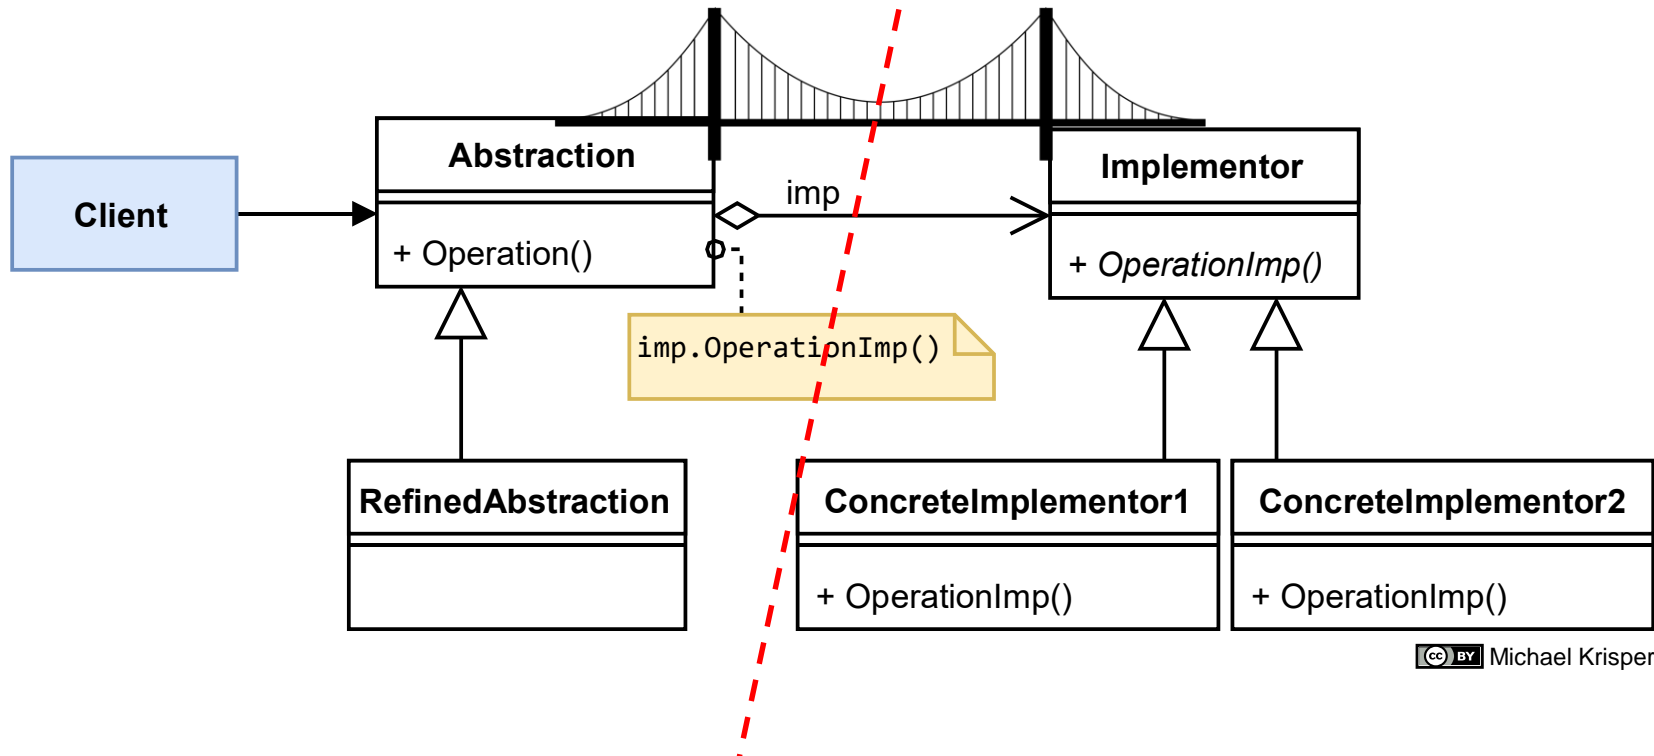 Client
Abstraction
+ Operation()
imp
Implementor
+ OperationImp()
imp.OperationImp()
RefinedAbstraction
ConcreteImplementor1
+ OperationImp()
ConcreteImplementor2
+ OperationImp()
cc BY Michael Krisper